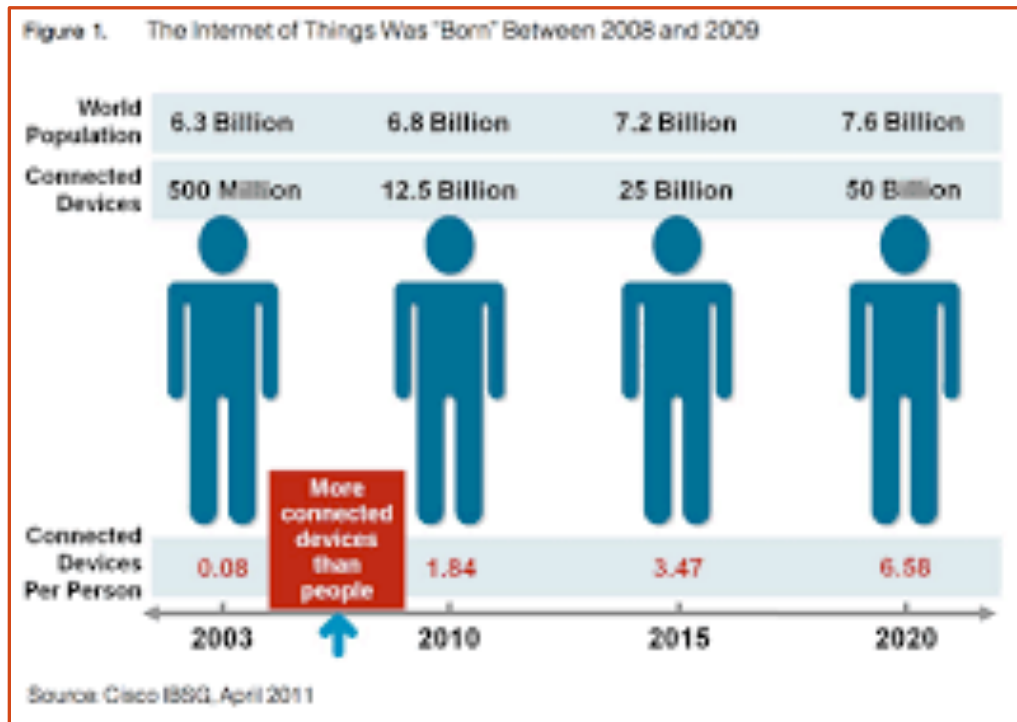 Figure 1. The Internet of Things Was "Born" Between 2008 and 2009
World
Population
6.3 Billion 6.8 Billion 7.2 Billion 7.6 Billion
Connected
Devices
500 Million 12.5 Billion 25 Billion 50 Billion
More
connected
devices
than
people
Connected
Devices
Per Person
0.08 1.84 3.47 6.58
2003 2010 2015 2020
Source: Cisco IBSG, April 2011